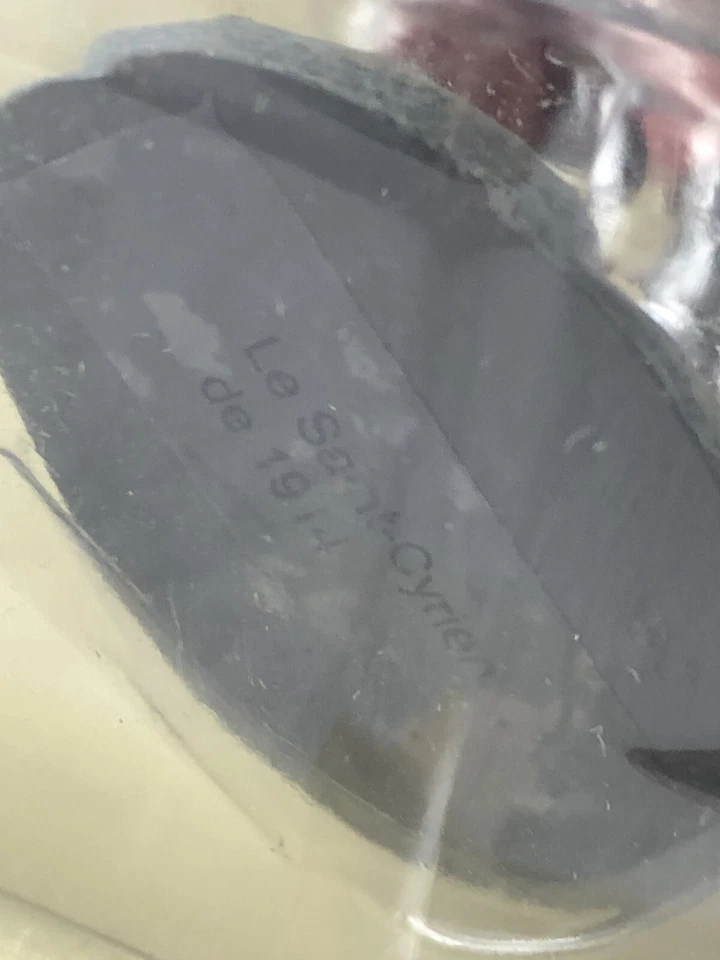 Le Saint Cyrien
de 1914